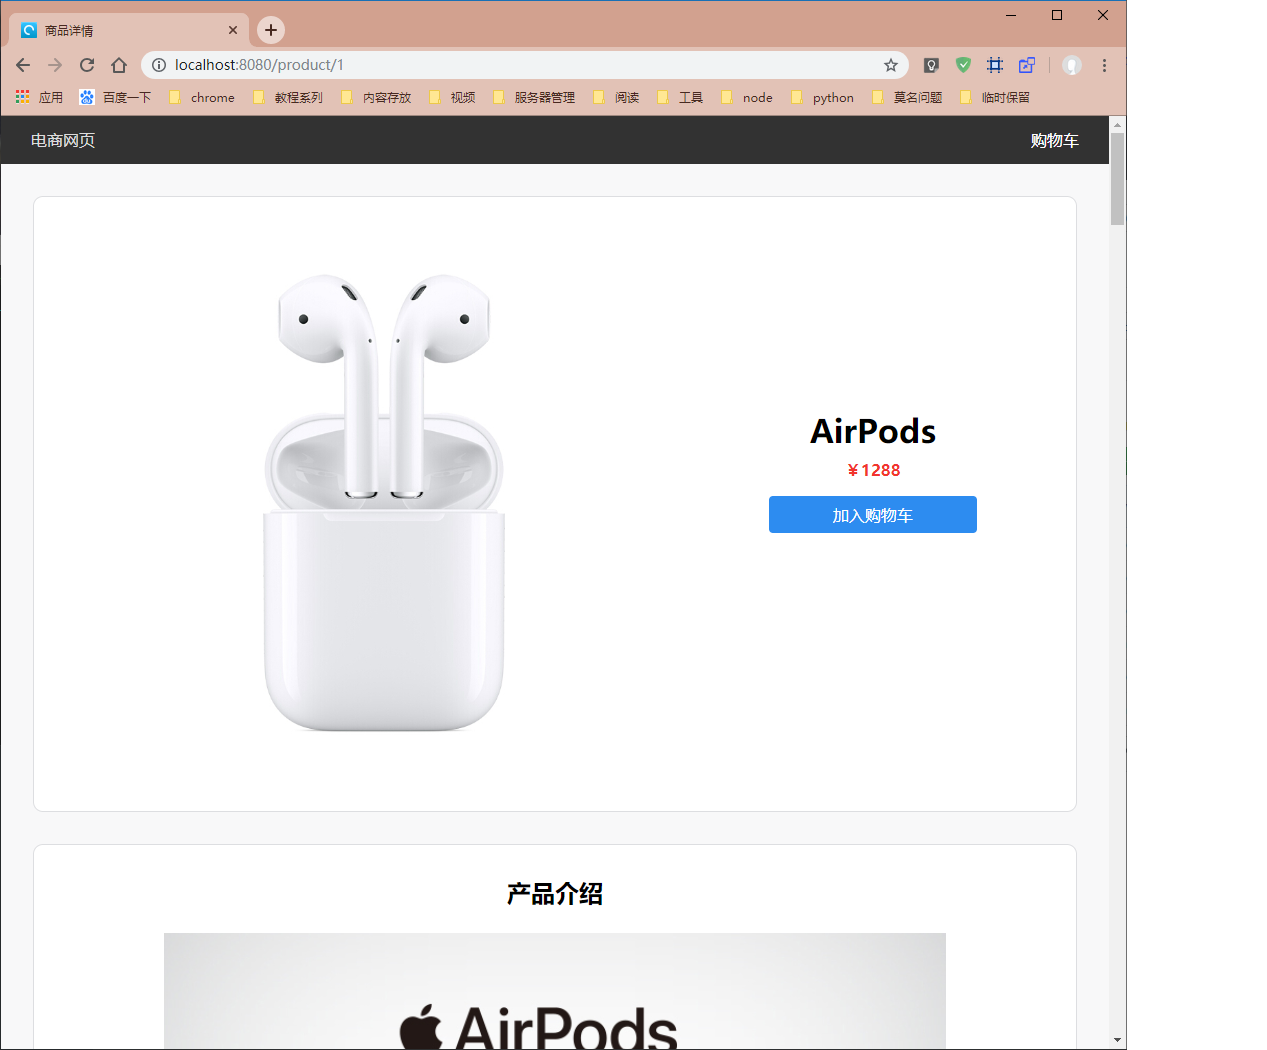 商品详情
localhost:8080/product/1
应用 百度一下 chrome 教程系列 内容存放 视频 服务器管理 阅读 工具 node python 莫名问题 临时保留
电商网页 购物车
AirPods
￥1288
加入购物车
产品介绍
AirPods